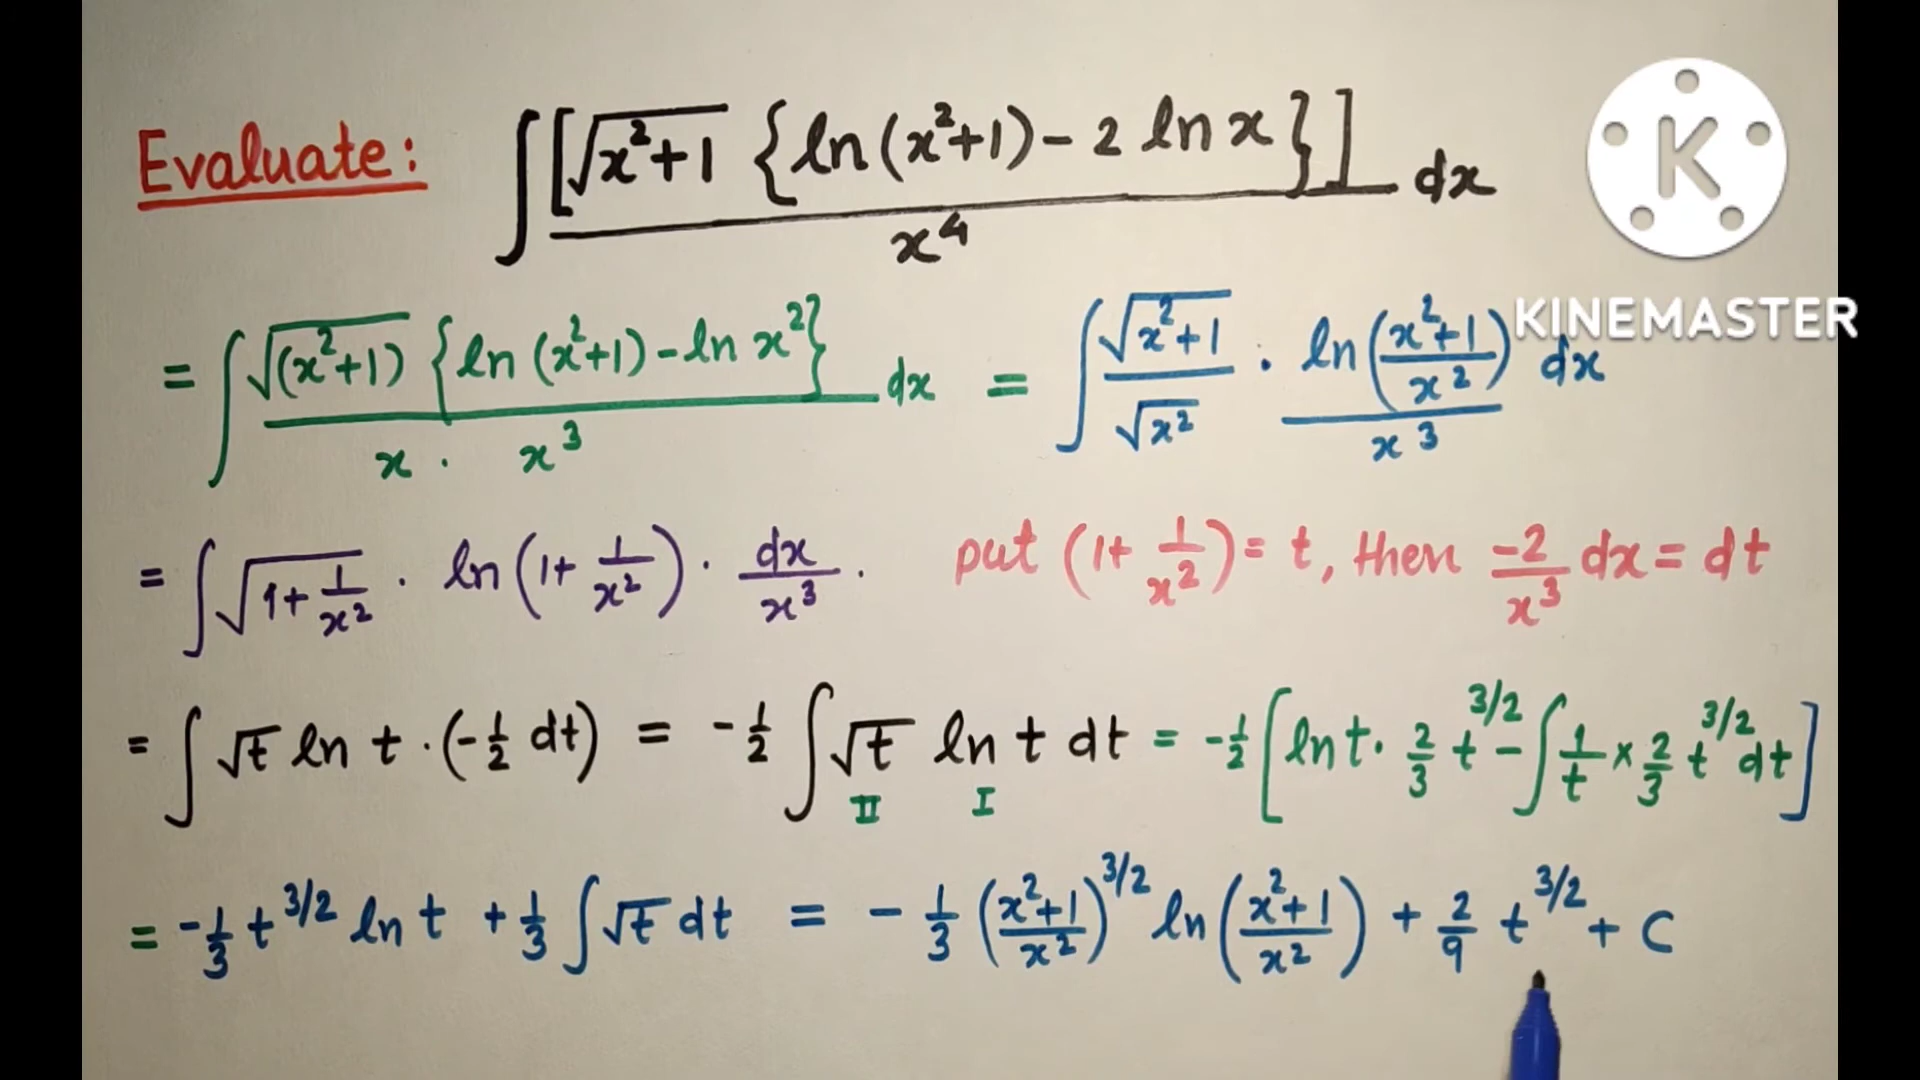 Evaluate: ∫ [√(x²+1) {ln(x²+1) - 2 ln x}] / x⁴ dx
K
KINEMASTER
= ∫ √(x²+1) {ln (x²+1) - ln x²} / x · x³ dx = ∫ √(x²+1) / √(x²) · ln((x²+1)/x²) / x³ dx
= ∫ √(1+1/x²) · ln(1+1/x²) · dx/x³ . put (1+1/x²) = t, then -2/x³ dx = dt
= ∫ √t ln t · (-1/2 dt) = -1/2 ∫ √t ln t dt = -1/2 [ln t · 2/3 t^3/2 - ∫ 1/t × 2/3 t^3/2 dt]
II I
= -1/3 t^3/2 ln t + 1/3 ∫ √t dt = - 1/3 ((x²+1)/x²)^3/2 ln((x²+1)/x²) + 2/9 t^3/2 + C